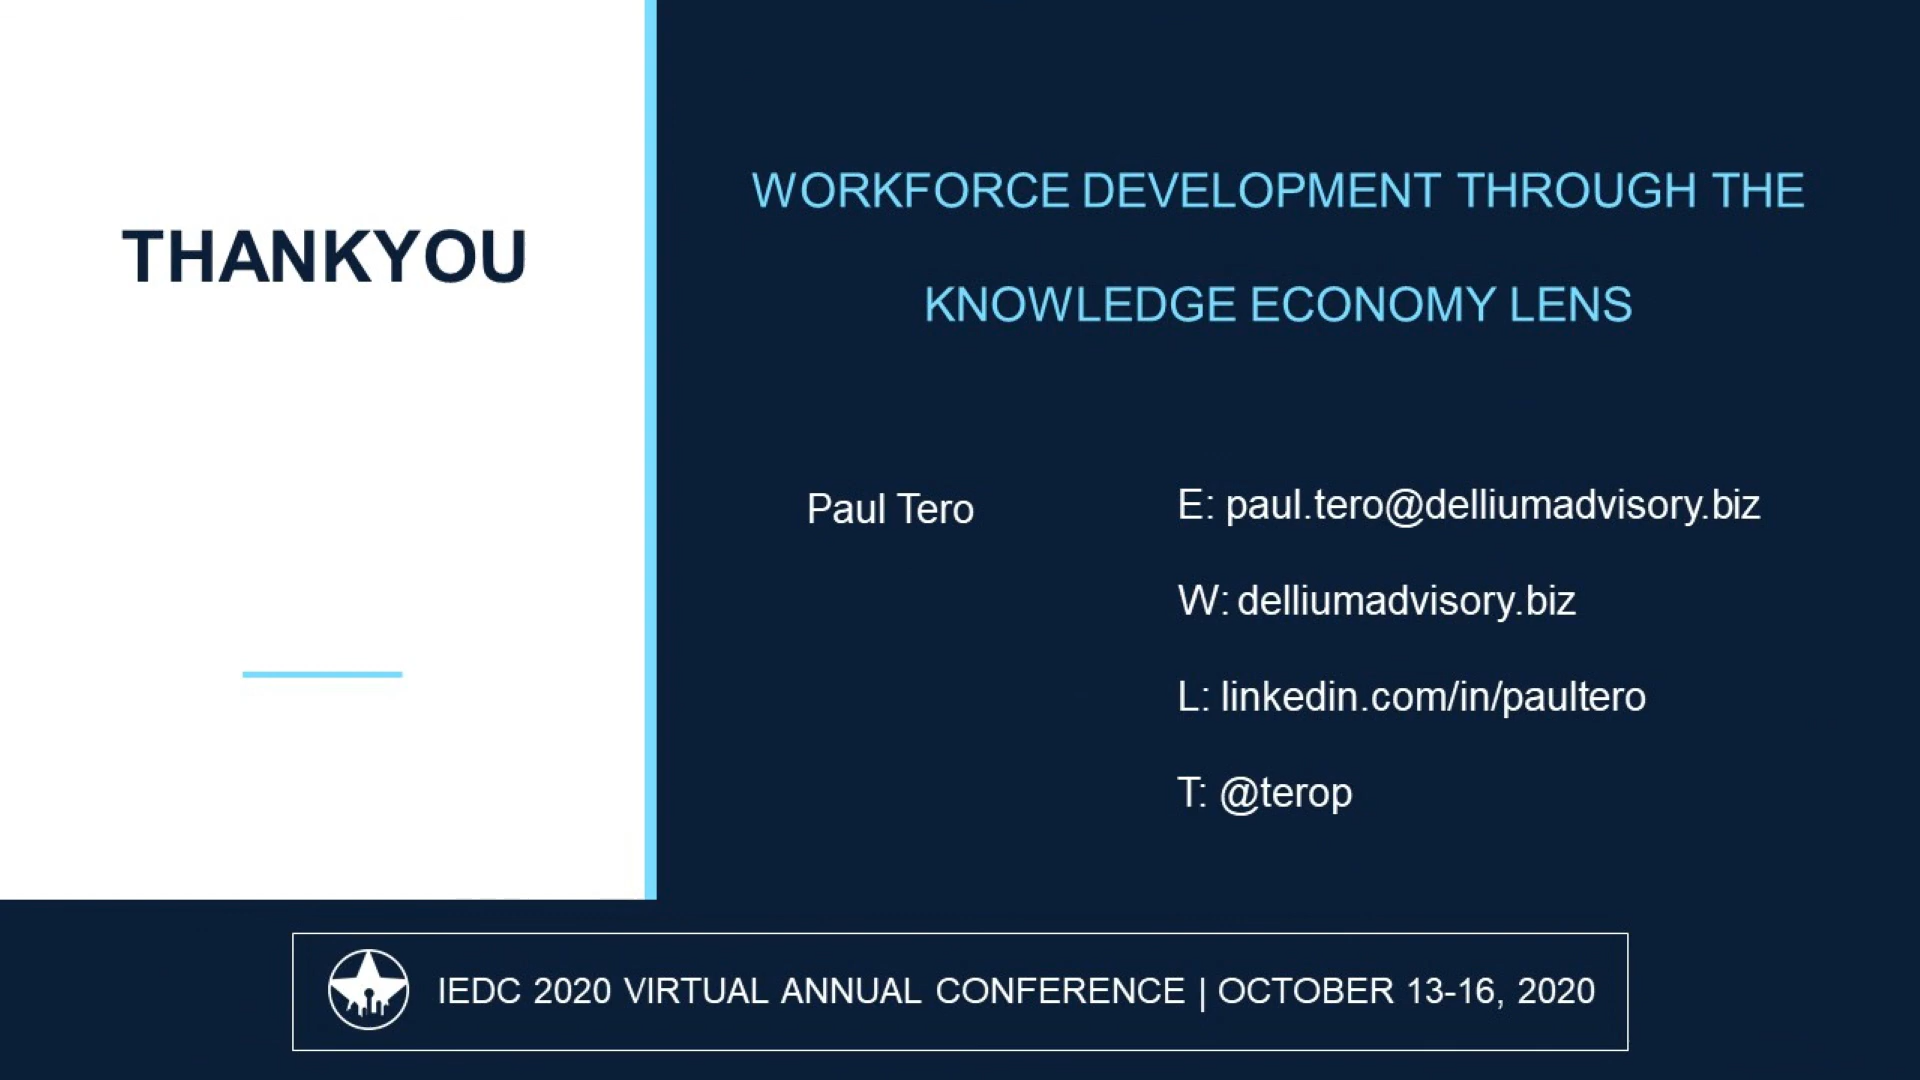 THANKYOU
WORKFORCE DEVELOPMENT THROUGH THE
KNOWLEDGE ECONOMY LENS
Paul Tero
E: paul.tero@delliumadvisory.biz
W: delliumadvisory.biz
L: linkedin.com/in/paultero
T: @terop
IEDC 2020 VIRTUAL ANNUAL CONFERENCE | OCTOBER 13-16, 2020